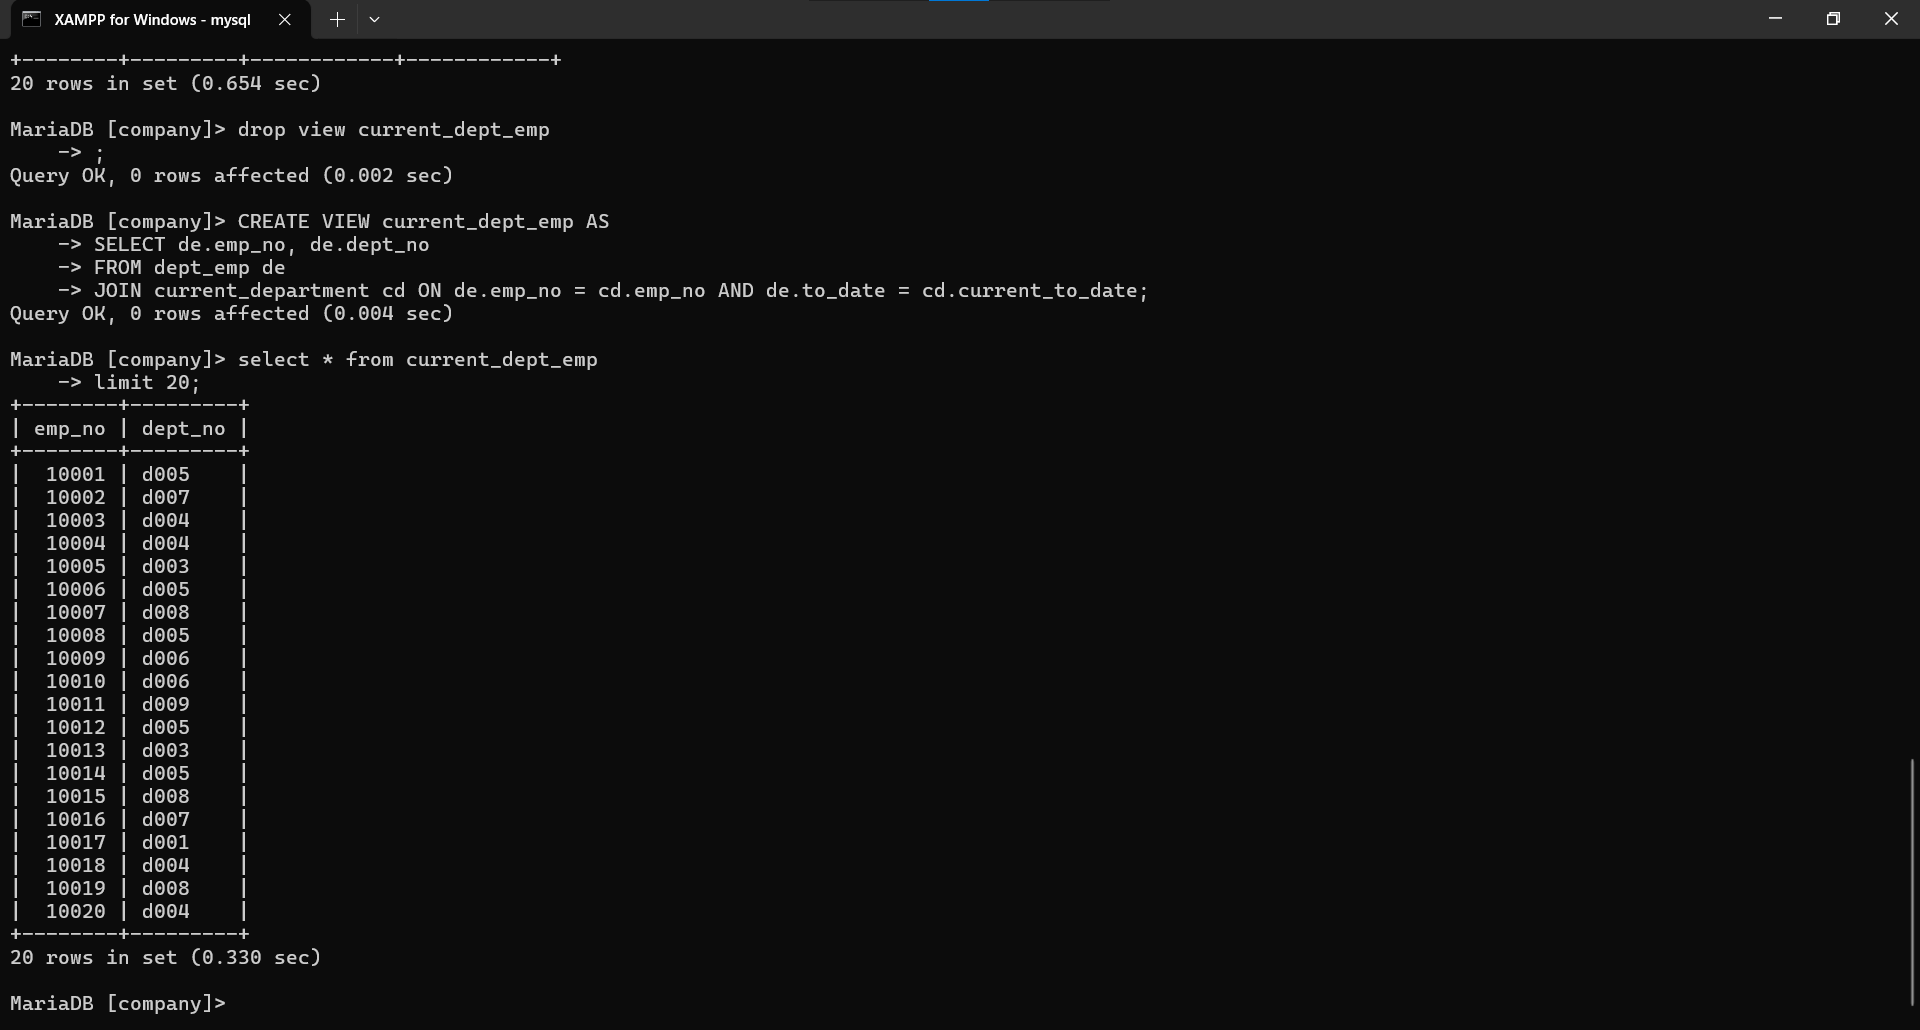 XAMPP for Windows - mysql
+--------+---------+------------+------------+
20 rows in set (0.654 sec)
MariaDB [company]> drop view current_dept_emp
    -> ;
Query OK, 0 rows affected (0.002 sec)
MariaDB [company]> CREATE VIEW current_dept_emp AS
    -> SELECT de.emp_no, de.dept_no
    -> FROM dept_emp de
    -> JOIN current_department cd ON de.emp_no = cd.emp_no AND de.to_date = cd.current_to_date;
Query OK, 0 rows affected (0.004 sec)
MariaDB [company]> select * from current_dept_emp
    -> limit 20;
+--------+---------+
| emp_no | dept_no |
+--------+---------+
|  10001 | d005    |
|  10002 | d007    |
|  10003 | d004    |
|  10004 | d004    |
|  10005 | d003    |
|  10006 | d005    |
|  10007 | d008    |
|  10008 | d005    |
|  10009 | d006    |
|  10010 | d006    |
|  10011 | d009    |
|  10012 | d005    |
|  10013 | d003    |
|  10014 | d005    |
|  10015 | d008    |
|  10016 | d007    |
|  10017 | d001    |
|  10018 | d004    |
|  10019 | d008    |
|  10020 | d004    |
+--------+---------+
20 rows in set (0.330 sec)
MariaDB [company]>